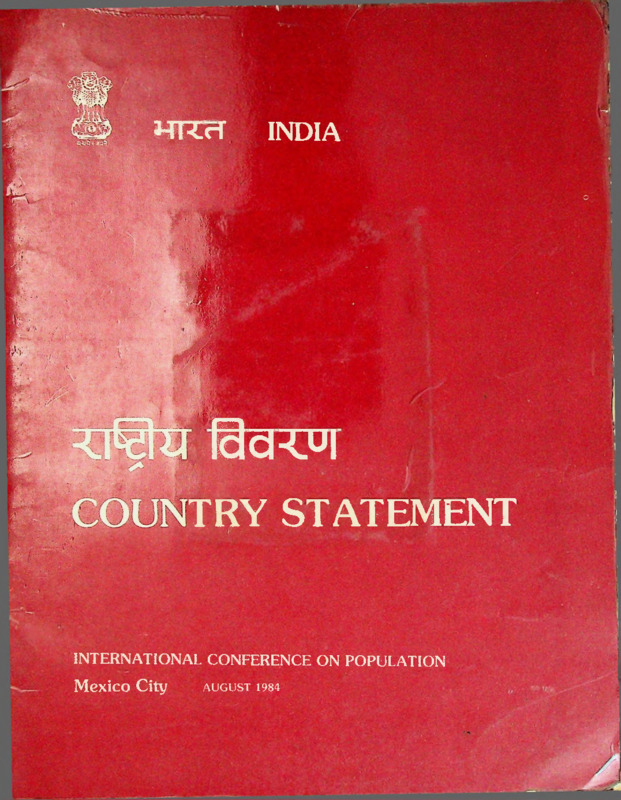 भारत INDIA
राष्ट्रीय विवरण
COUNTRY STATEMENT
INTERNATIONAL CONFERENCE ON POPULATION
Mexico City AUGUST 1984